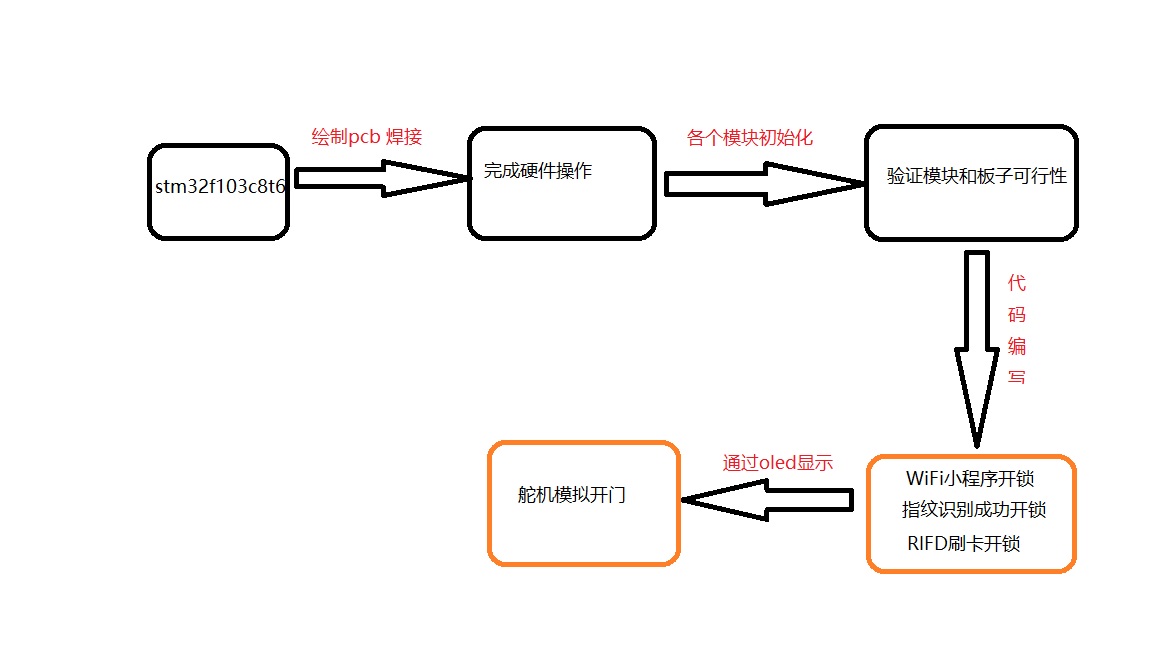 绘制pcb 焊接
各个模块初始化
stm32f103c8t6
完成硬件操作
验证模块和板子可行性
代
码
编
写
通过oled显示
WiFi小程序开锁
指纹识别成功开锁
RIFD刷卡开锁
舵机模拟开门